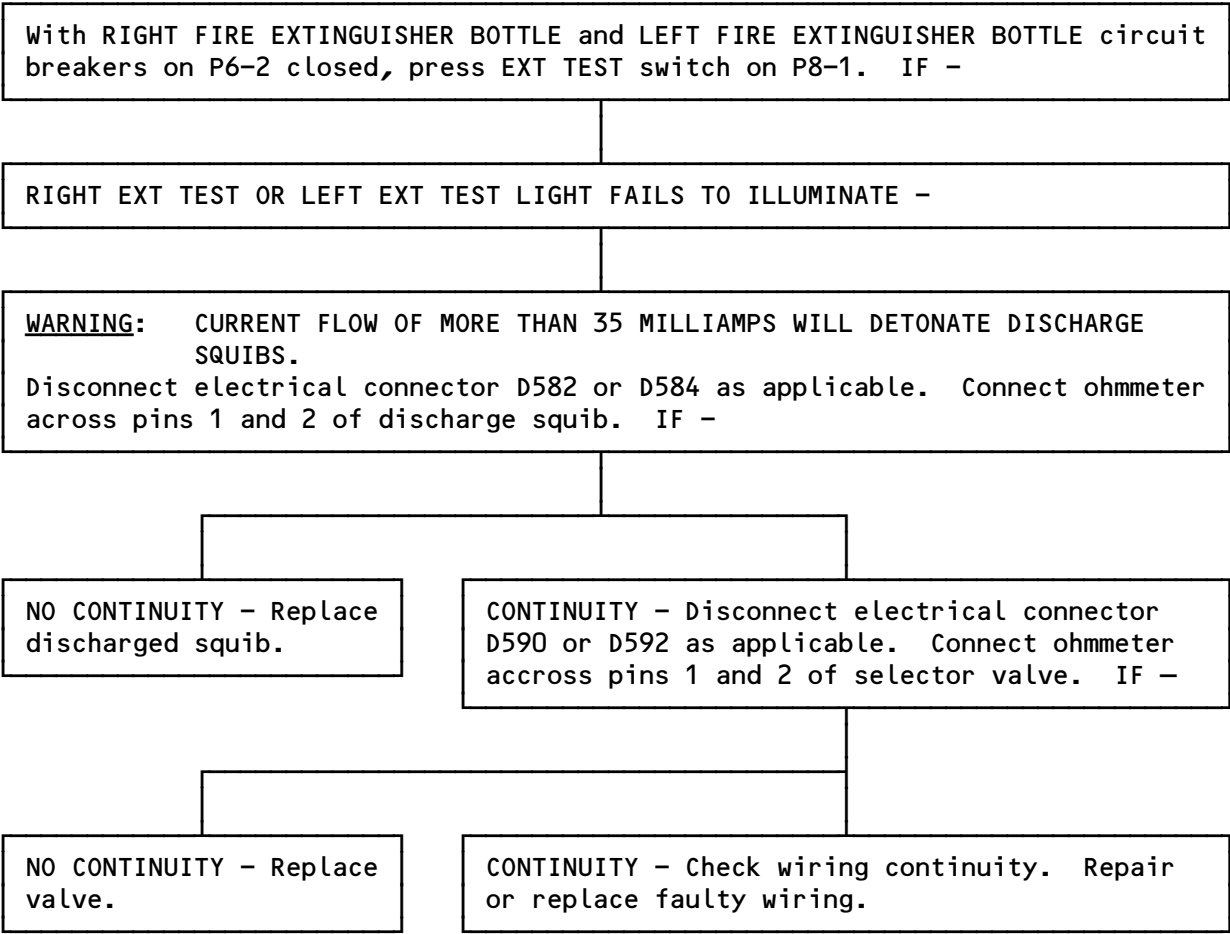 With RIGHT FIRE EXTINGUISHER BOTTLE and LEFT FIRE EXTINGUISHER BOTTLE circuit
breakers on P6-2 closed, press EXT TEST switch on P8-1. IF -
RIGHT EXT TEST OR LEFT EXT TEST LIGHT FAILS TO ILLUMINATE -
WARNING: CURRENT FLOW OF MORE THAN 35 MILLIAMPS WILL DETONATE DISCHARGE
SQUIBS.
Disconnect electrical connector D582 or D584 as applicable. Connect ohmmeter
across pins 1 and 2 of discharge squib. IF -
NO CONTINUITY - Replace
discharged squib.
CONTINUITY - Disconnect electrical connector
D590 or D592 as applicable. Connect ohmmeter
accross pins 1 and 2 of selector valve. IF —
NO CONTINUITY - Replace
valve.
CONTINUITY - Check wiring continuity. Repair
or replace faulty wiring.